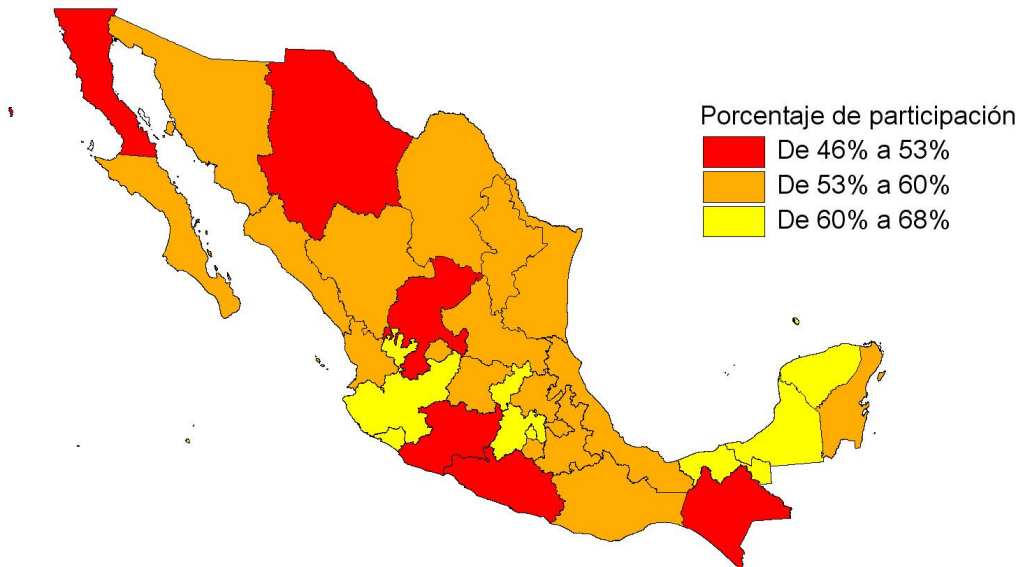 Porcentaje de participación
De 46% a 53%
De 53% a 60%
De 60% a 68%